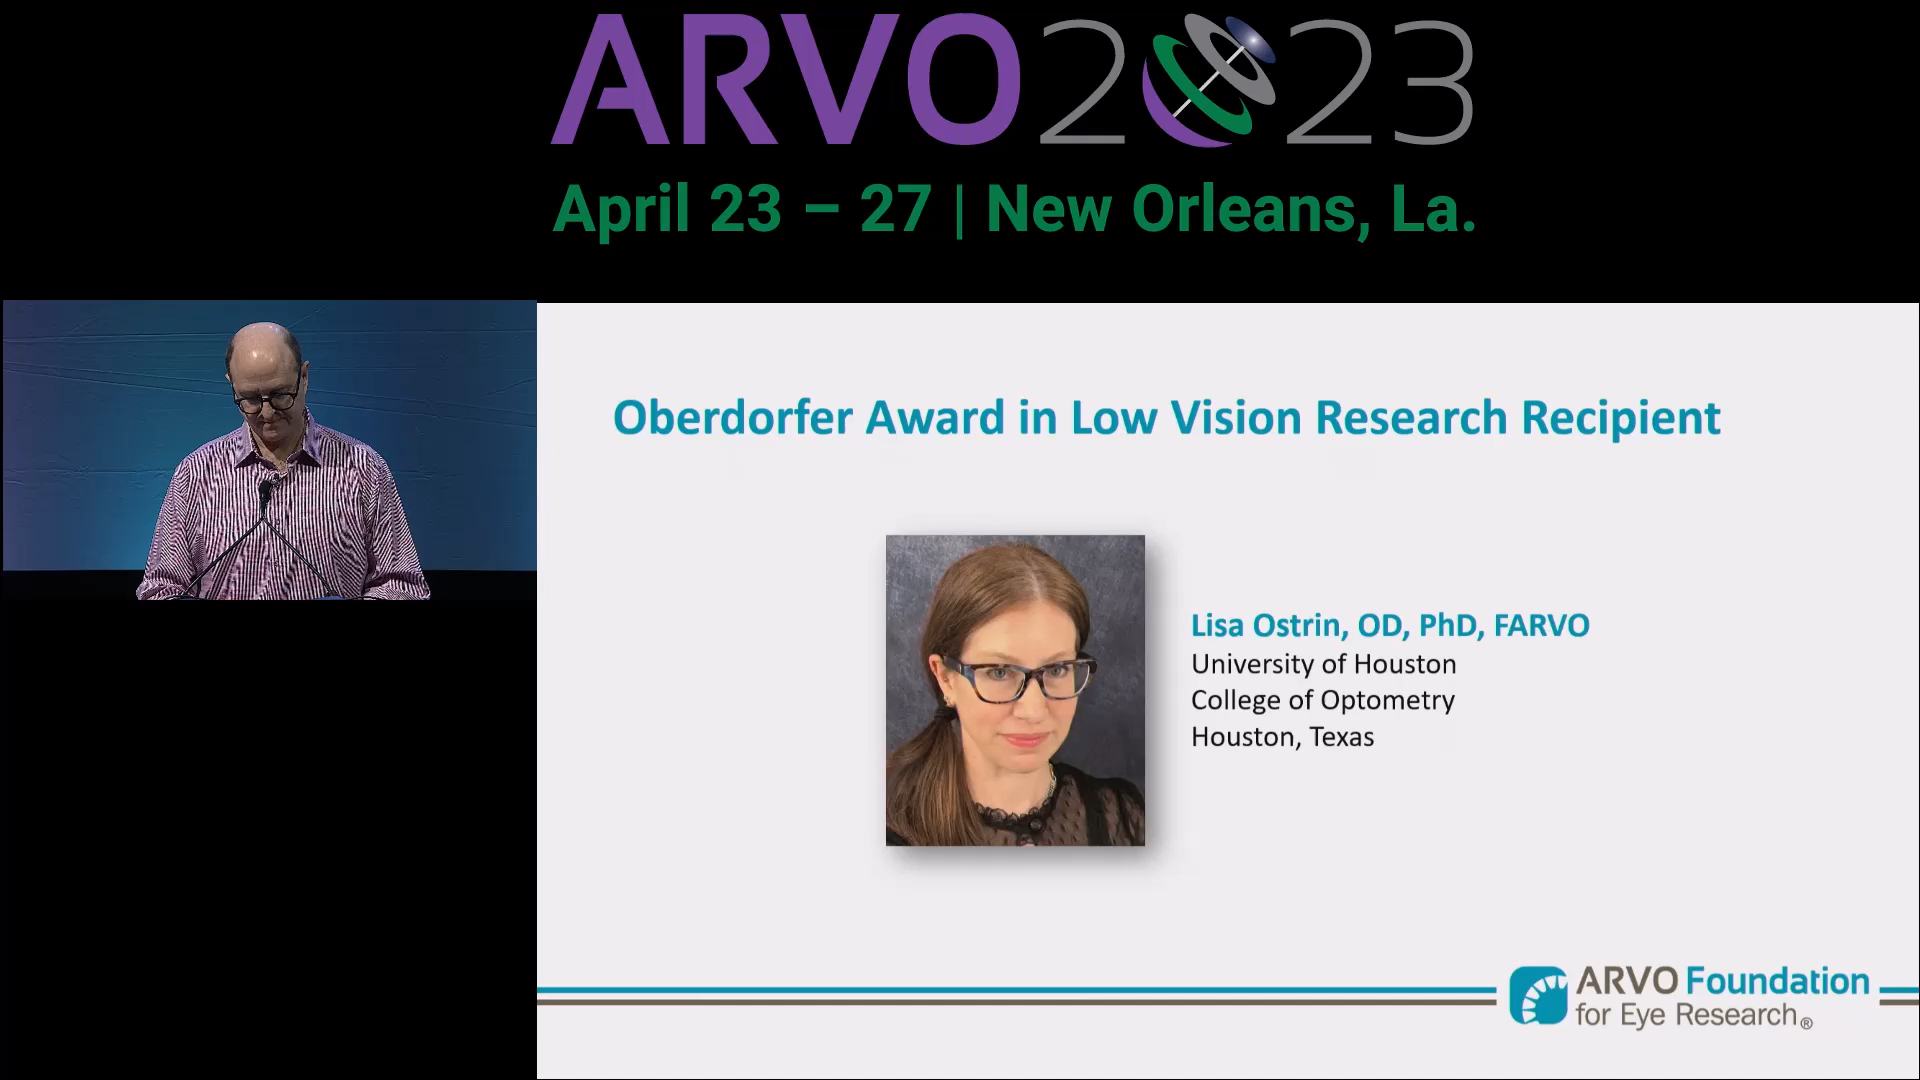 ARVO2023
April 23 – 27 | New Orleans, La.
Oberdorfer Award in Low Vision Research Recipient
Lisa Ostrin, OD, PhD, FARVO
University of Houston
College of Optometry
Houston, Texas
ARVO Foundation
for Eye Research®